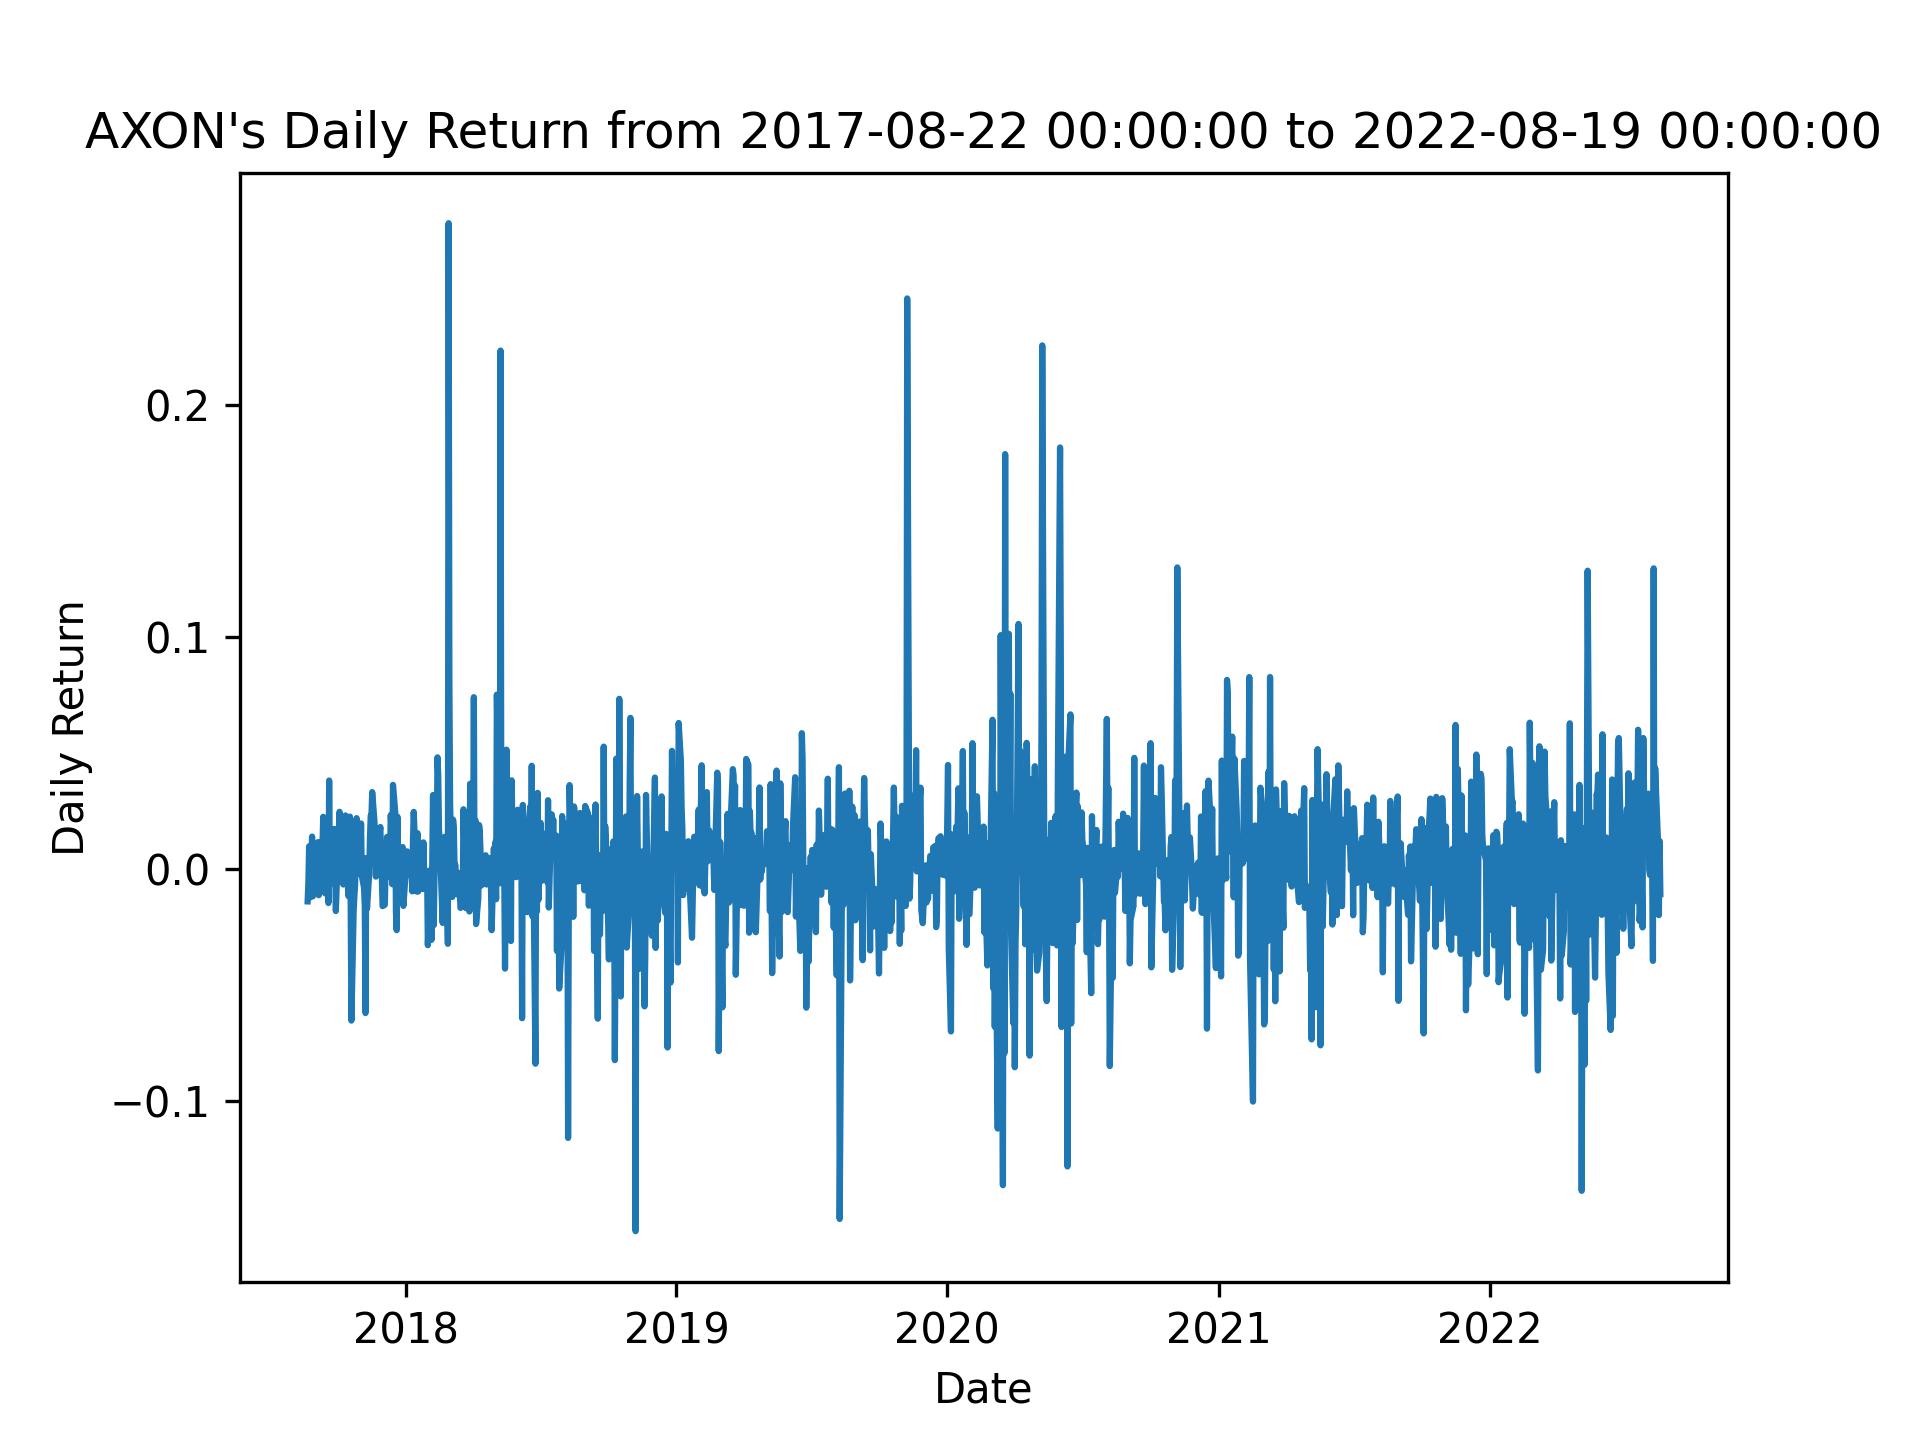 AXON's Daily Return from 2017-08-22 00:00:00 to 2022-08-19 00:00:00
Daily Return
0.2
0.1
0.0
−0.1
2018 2019 2020 2021 2022
Date